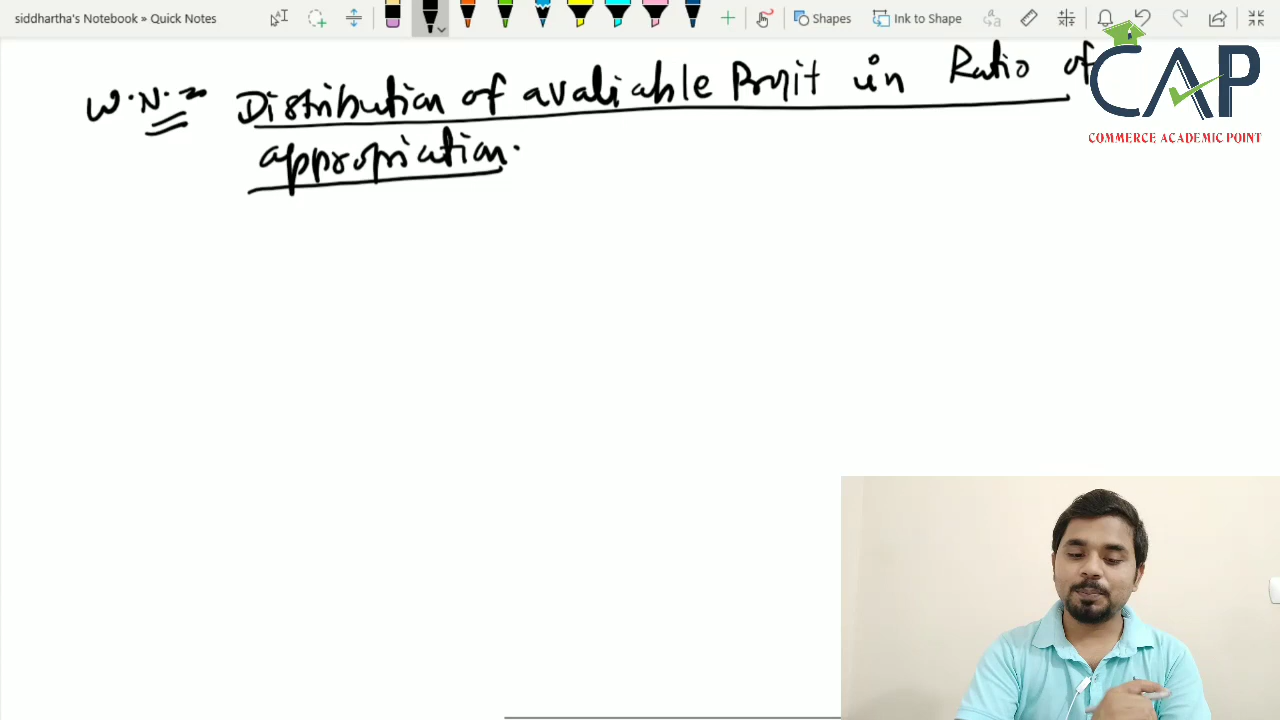 siddhartha's Notebook » Quick Notes
Shapes
Ink to Shape
W.N.= Distribution of avaliable Profit in Ratio of
appropriation.
CAP
COMMERCE ACADEMIC POINT